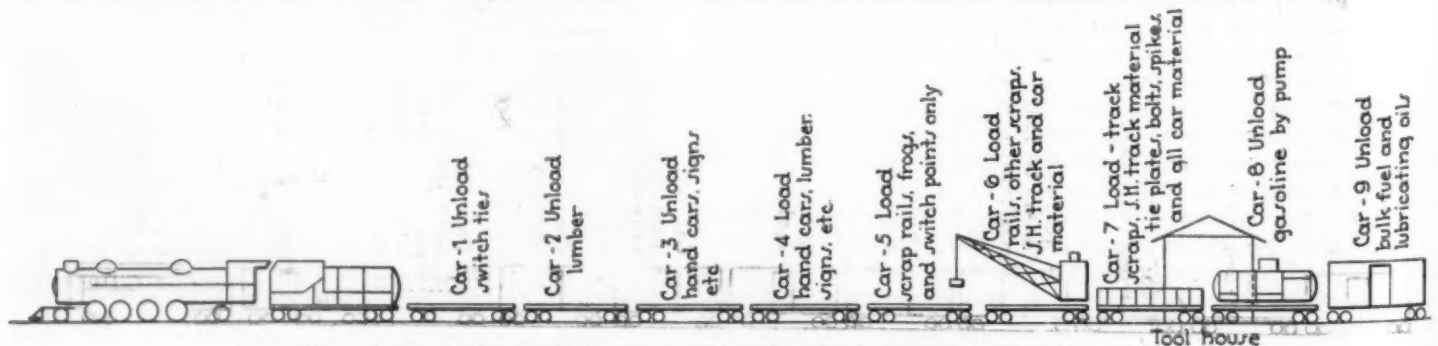 Car-1 Unload
switch ties
Car-2 Unload
lumber
Car-3 Unload
hand cars, signs
etc
Car-4 Load
hand cars, lumber,
signs, etc.
Car-5 Load
scrap rails, frogs,
and switch points only
Car-6 Load
rails, other scraps.
S.H. track and car
material
Car-7 Load - track
scraps, S.H. track material
tie plates, bolts, spikes
and all car material
Car-8 Unload
gasoline by pump
Car-9 Unload
bulk fuel and
lubricating oils
Tool house